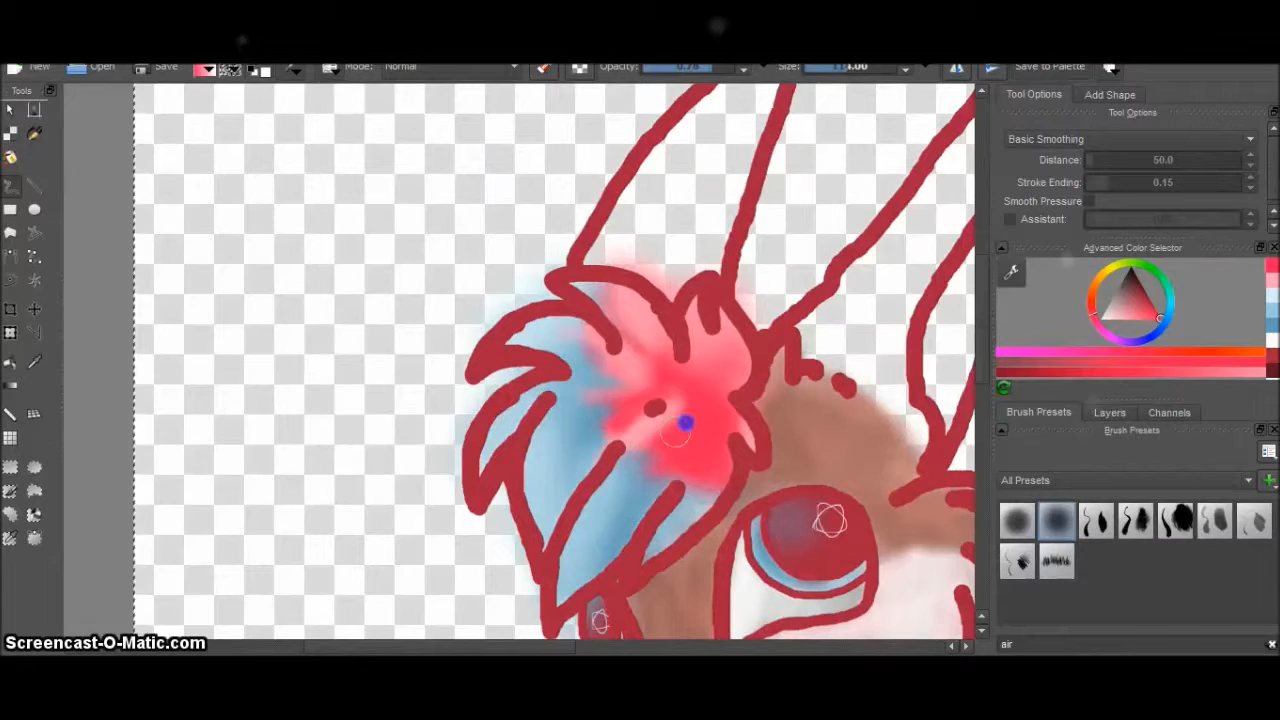 New Open Save Mode: Normal Opacity: 0.78 Size: Save to Palette
Tools
Tool Options Add Shape
Tool Options
Basic Smoothing
Distance: 50.0
Stroke Ending: 0.15
Smooth Pressure
Assistant:
Advanced Color Selector
Brush Presets Layers Channels
Brush Presets
All Presets
Screencast-O-Matic.com
air